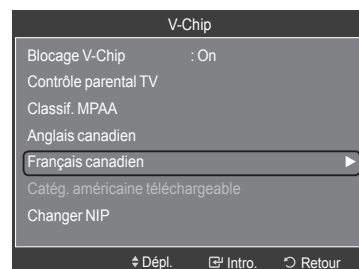 V-Chip
Blocage V-Chip : On
Contrôle parental TV
Classif. MPAA
Anglais canadien
Français canadien
Catég. américaine téléchargeable
Changer NIP
Dépl. Intro. Retour